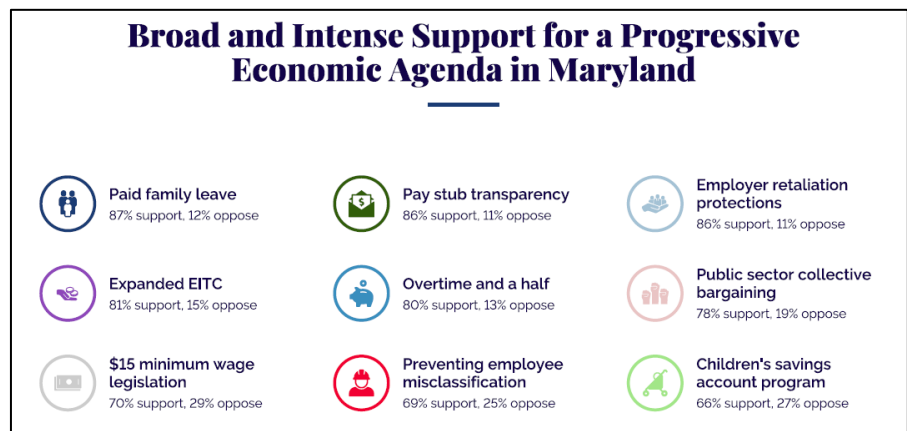 Broad and Intense Support for a Progressive
Economic Agenda in Maryland
Paid family leave
87% support, 12% oppose
Pay stub transparency
86% support, 11% oppose
Employer retaliation
protections
86% support, 11% oppose
Expanded EITC
81% support, 15% oppose
Overtime and a half
80% support, 13% oppose
Public sector collective
bargaining
78% support, 19% oppose
$15 minimum wage
legislation
70% support, 29% oppose
Preventing employee
misclassification
69% support, 25% oppose
Children's savings
account program
66% support, 27% oppose